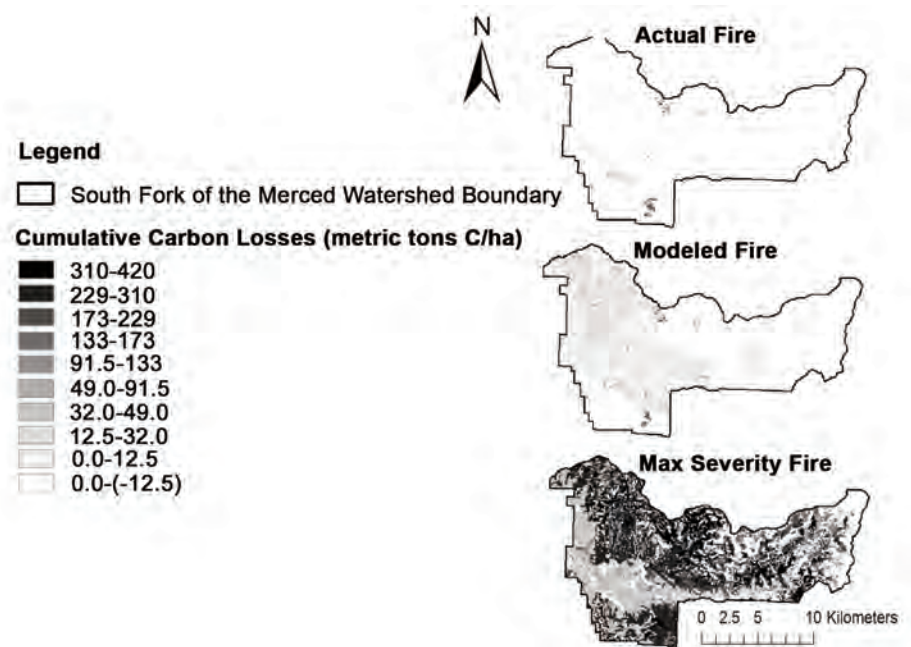 N
Actual Fire
Legend
South Fork of the Merced Watershed Boundary
Cumulative Carbon Losses (metric tons C/ha)
310-420
229-310
173-229
133-173
91.5-133
49.0-91.5
32.0-49.0
12.5-32.0
0.0-12.5
0.0-(-12.5)
Modeled Fire
Max Severity Fire
0 2.5 5 10 Kilometers